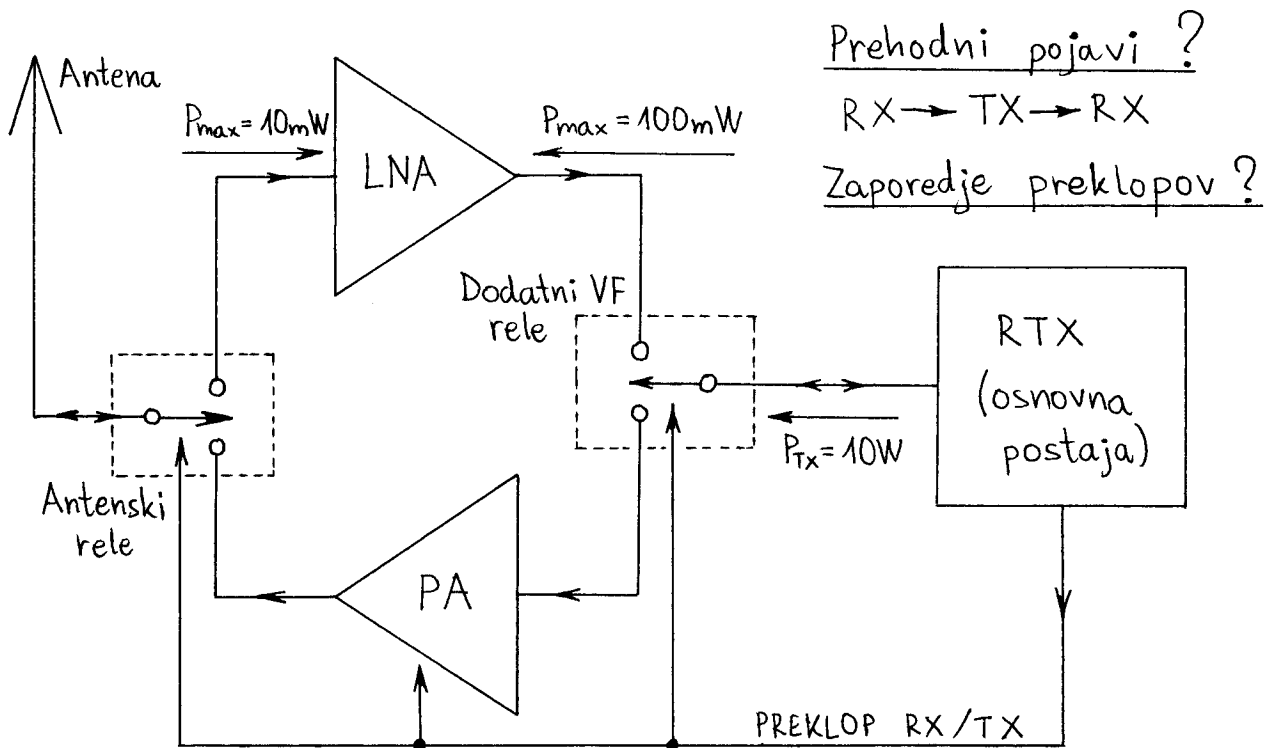 Prehodni pojavi ?
RX → TX → RX
Zaporedje preklopov ?
Antena
Pmax = 10mW
Pmax = 100mW
LNA
Dodatni VF
rele
RTX
(osnovna
postaja)
PTx = 10W
Antenski
rele
PA
PREKLOP RX/TX